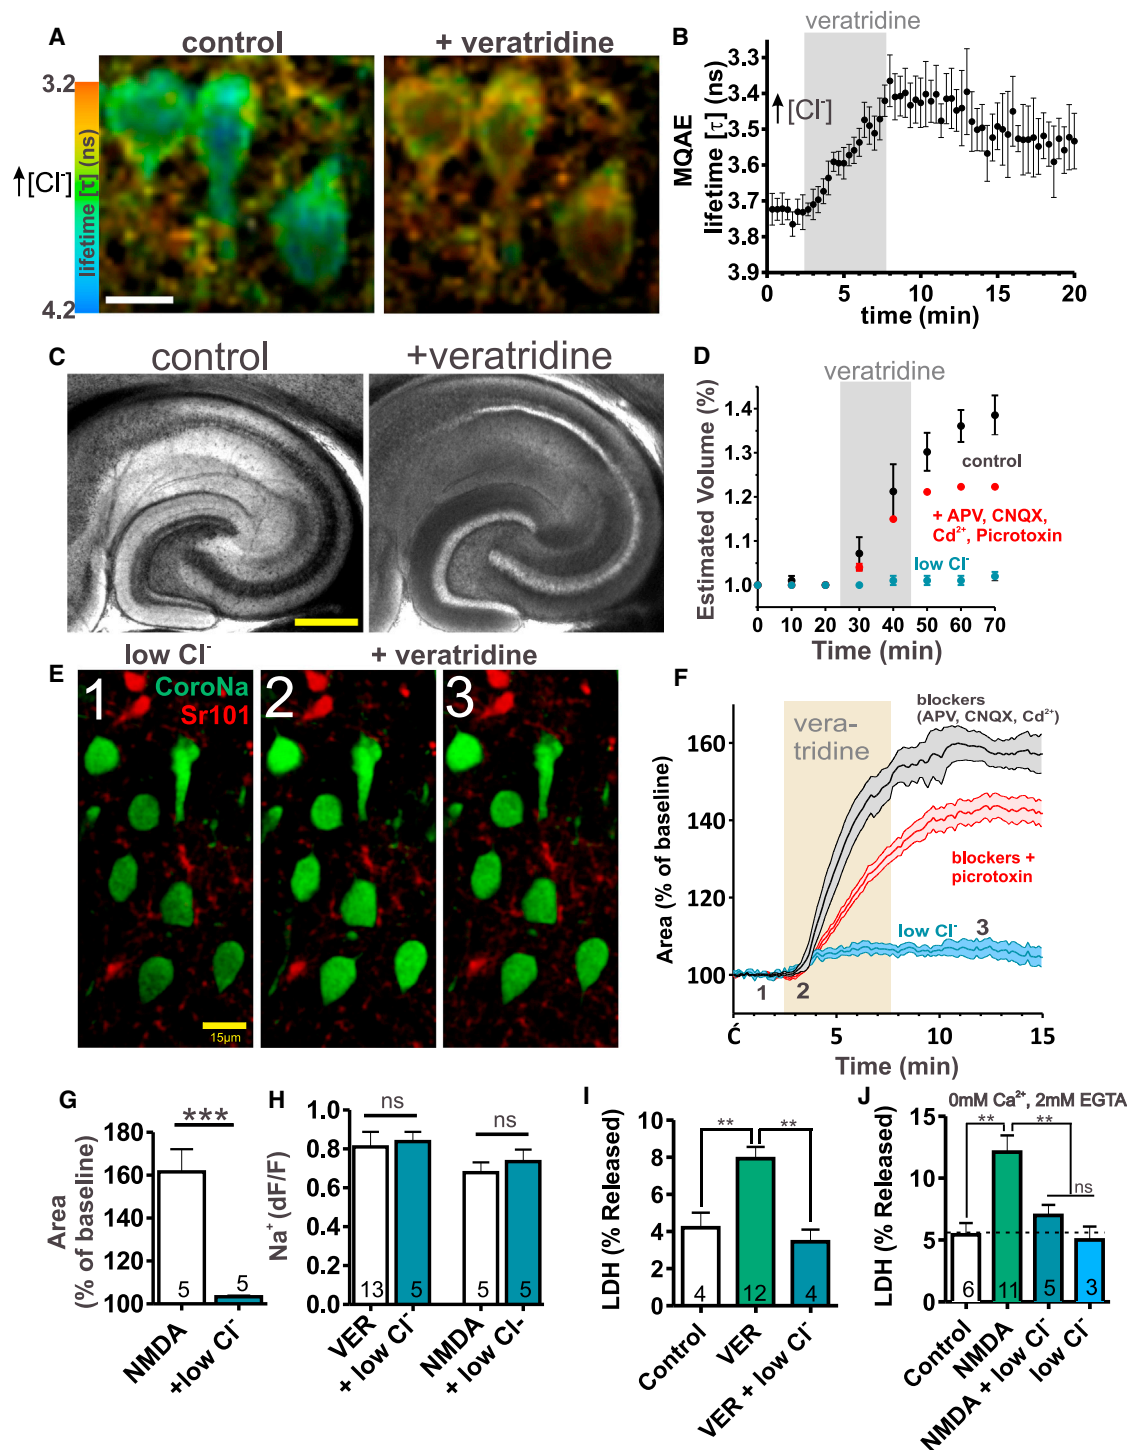 A
control
+ veratridine
3.2
lifetime [τ] (ns)
4.2
↑[Cl⁻]
B
veratridine
↑[Cl⁻]
MQAE
lifetime [τ] (ns)
3.3
3.4
3.5
3.6
3.7
3.8
3.9
0 5 10 15 20
time (min)
C
control
+veratridine
D
veratridine
Estimated Volume (%)
1.4
1.3
1.2
1.1
1.0
control
+ APV, CNQX,
Cd²⁺, Picrotoxin
low Cl⁻
0 10 20 30 40 50 60 70
Time (min)
E
low Cl⁻
+ veratridine
1
CoroNa
Sr101
2
3
15µm
F
vera-
tridine
blockers
(APV, CNQX, Cd²⁺)
blockers +
picrotoxin
low Cl⁻
1
2
3
Area (% of baseline)
160
140
120
100
5 10 15
Time (min)
G
***
Area
(% of baseline)
180
160
140
120
100
5
5
NMDA
+low Cl⁻
H
ns
ns
Na⁺ (dF/F)
1.0
0.8
0.6
0.4
0.2
0.0
13
5
5
5
VER
+ low Cl⁻
NMDA
+ low Cl-
I
**
**
LDH (% Released)
10
8
6
4
2
0
4
12
4
Control
VER
VER + low Cl⁻
J
0mM Ca²⁺, 2mM EGTA
**
**
ns
LDH (% Released)
15
10
5
0
6
11
5
3
Control
NMDA
NMDA + low Cl⁻
low Cl⁻